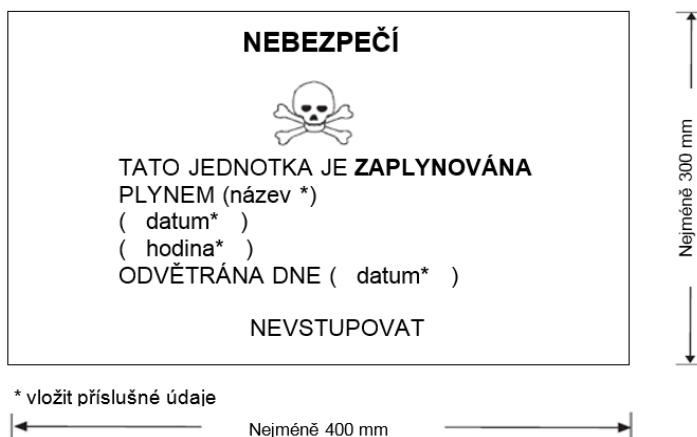 NEBEZPEČÍ
TATO JEDNOTKA JE ZAPLYNOVÁNA
PLYNEM (název *)
( datum* )
( hodina* )
ODVĚTRÁNA DNE ( datum* )
NEVSTUPOVAT
Nejméně 300 mm
* vložit příslušné údaje
Nejméně 400 mm